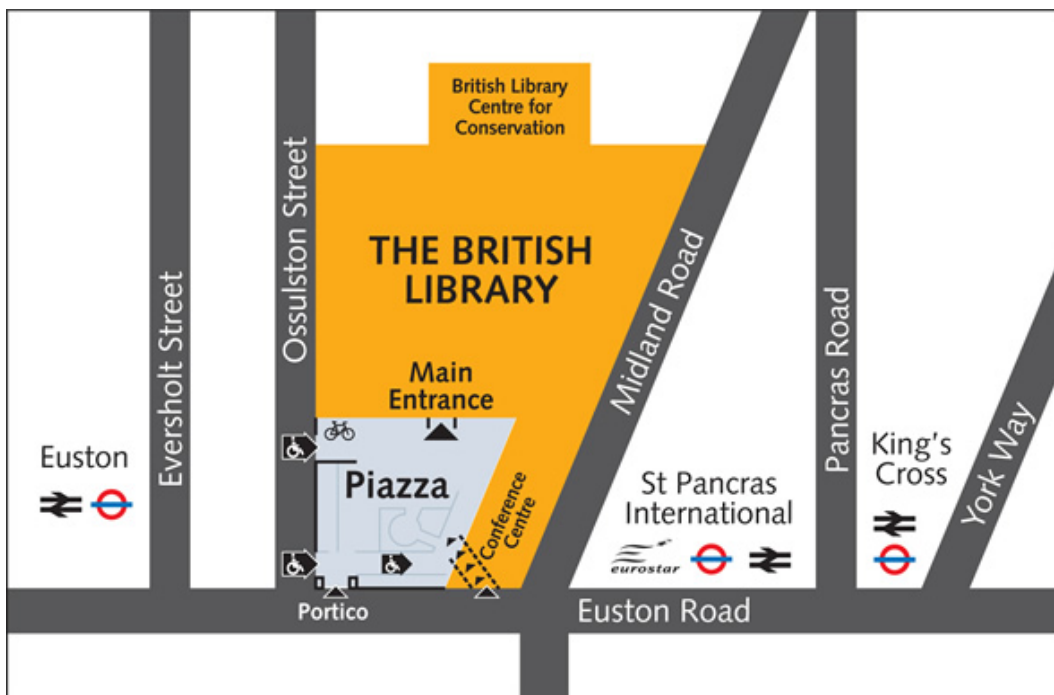 British Library
Centre for
Conservation
THE BRITISH
LIBRARY
Main
Entrance
Piazza
Conference
Centre
Portico
Eversholt Street
Ossulston Street
Midland Road
Pancras Road
York Way
Euston
St Pancras
International
eurostar
King's
Cross
Euston Road